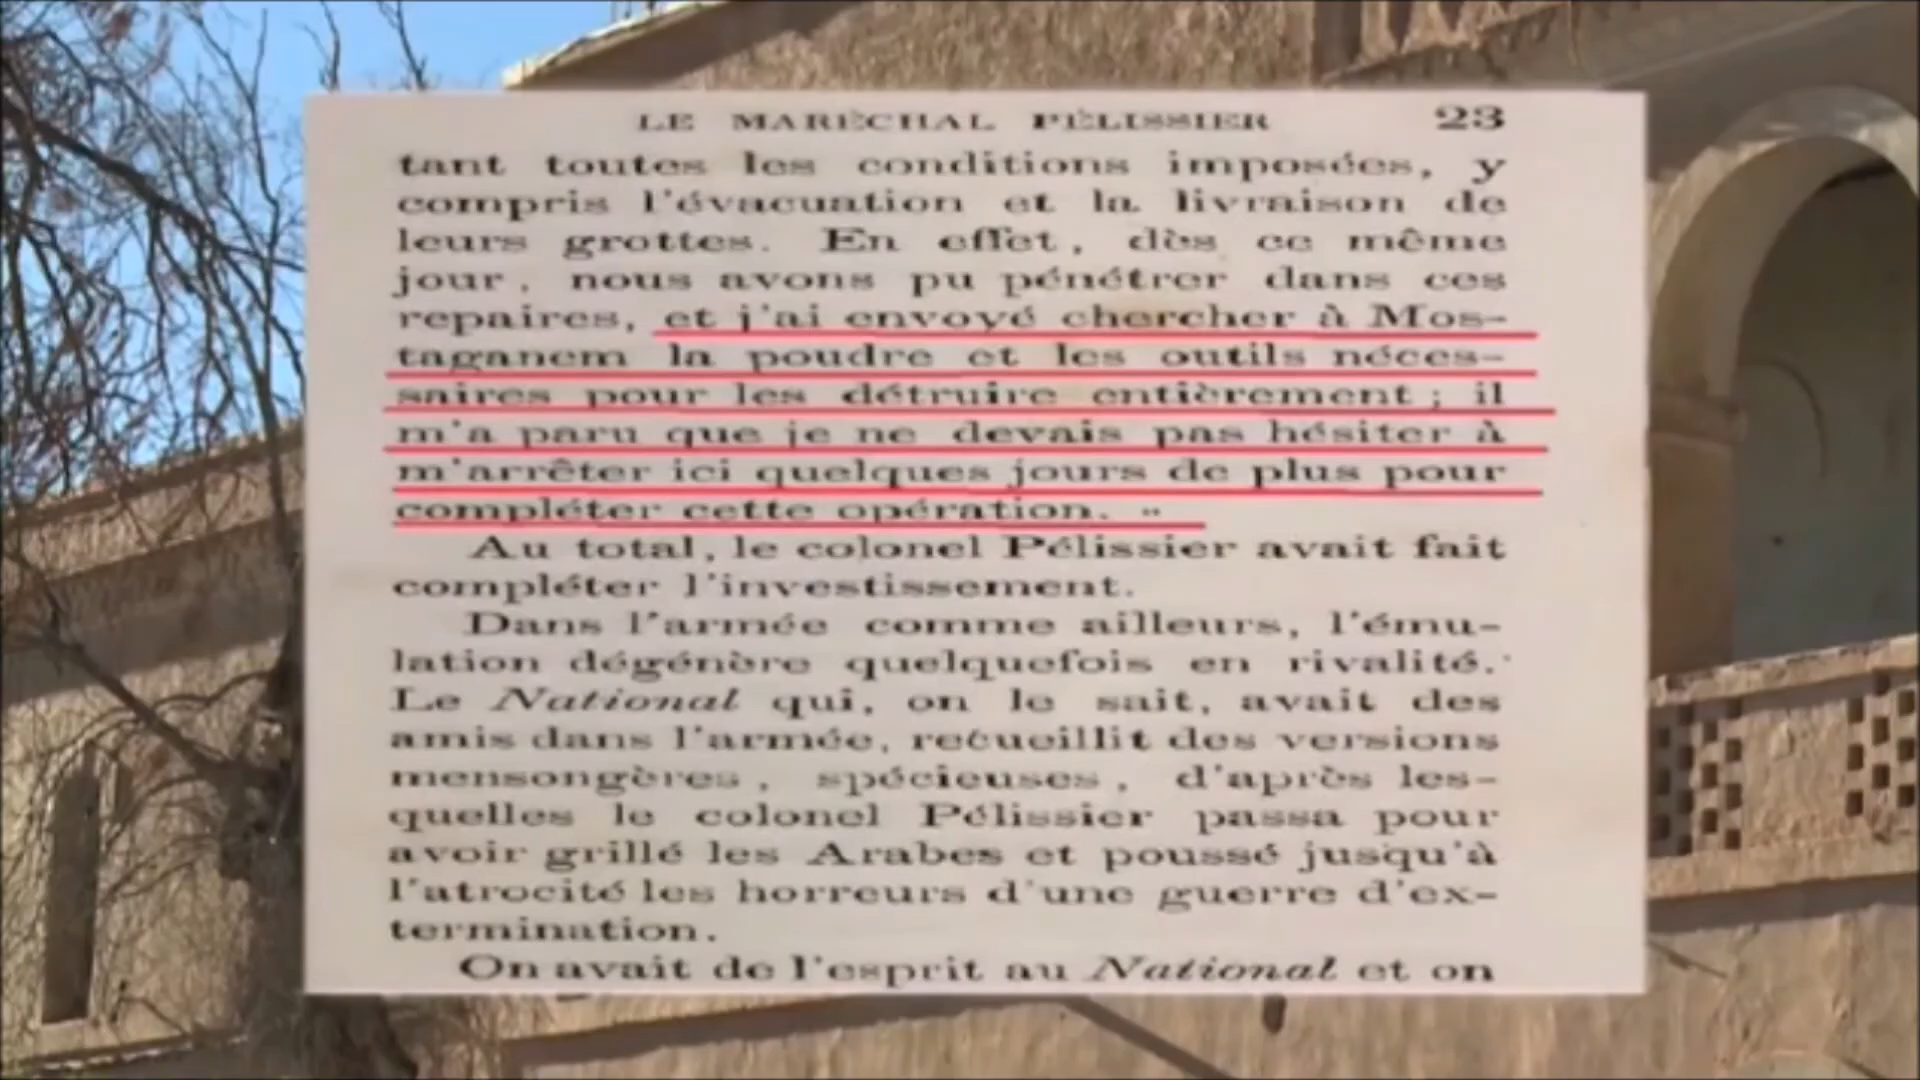 LE MARÉCHAL PÉLISSIER 23
tant toutes les conditions imposées, y
compris l'évacuation et la livraison de
leurs grottes. En effet, dès ce même
jour, nous avons pu pénétrer dans ces
repaires, et j'ai envoyé chercher à Mos-
taganem la poudre et les outils néces-
saires pour les détruire entièrement ; il
m'a paru que je ne devais pas hésiter à
m'arrêter ici quelques jours de plus pour
compléter cette opération. »
Au total, le colonel Pélissier avait fait
compléter l'investissement.
Dans l'armée comme ailleurs, l'ému-
lation dégénère quelquefois en rivalité.
Le National qui, on le sait, avait des
amis dans l'armée, recueillit des versions
mensongères, spécieuses, d'après les-
quelles le colonel Pélissier passa pour
avoir grillé les Arabes et poussé jusqu'à
l'atrocité les horreurs d'une guerre d'ex-
termination.
On avait de l'esprit au National et on